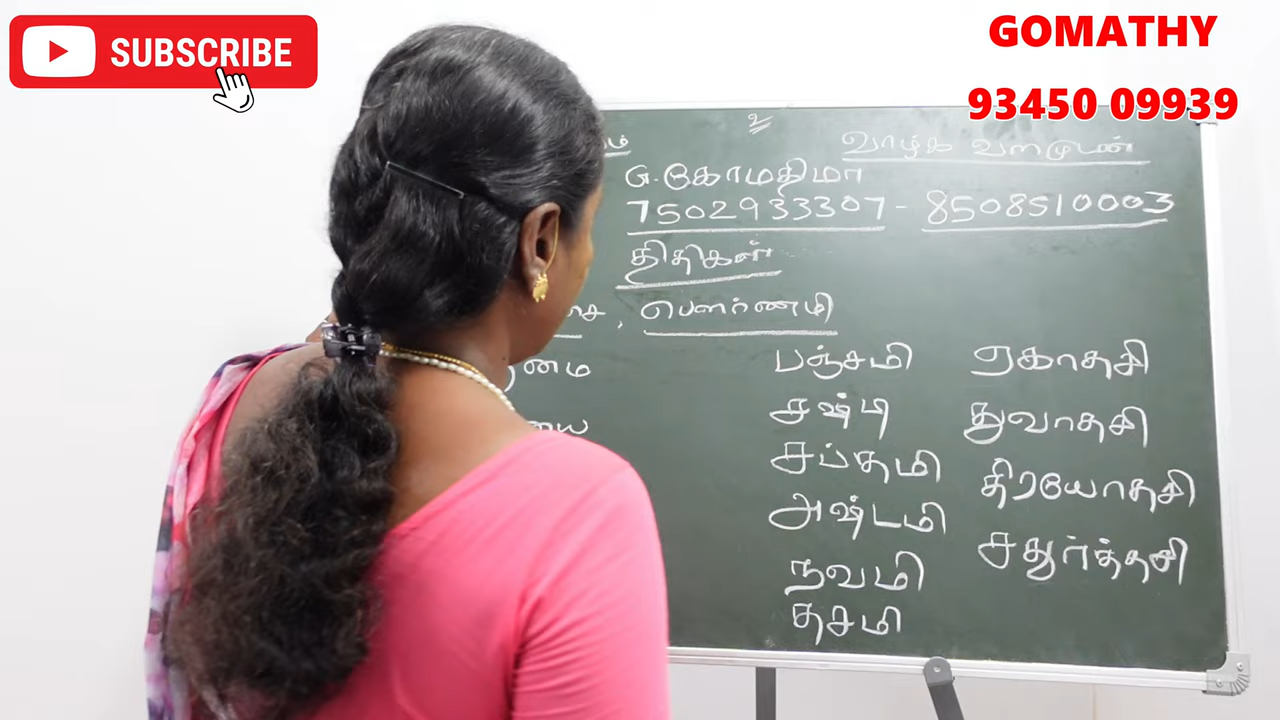 SUBSCRIBE
GOMATHY
93450 09939
உ
வாழ்க வளமுடன்
G.கோமதிமா
7502933307 - 8508510003
திதிகள்
, பௌர்ணமி
பஞ்சமி
சஷ்டி
சப்தமி
அஷ்டமி
நவமி
தசமி
ஏகாதசி
துவாதசி
திரயோதசி
சதுர்த்தசி